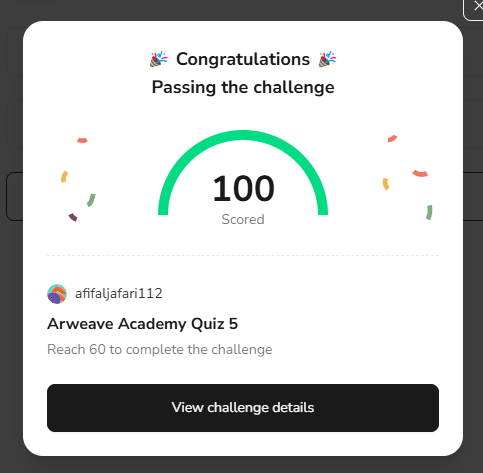 🎉 Congratulations 🎉
Passing the challenge
100
Scored
afifaljafari112
Arweave Academy Quiz 5
Reach 60 to complete the challenge
View challenge details